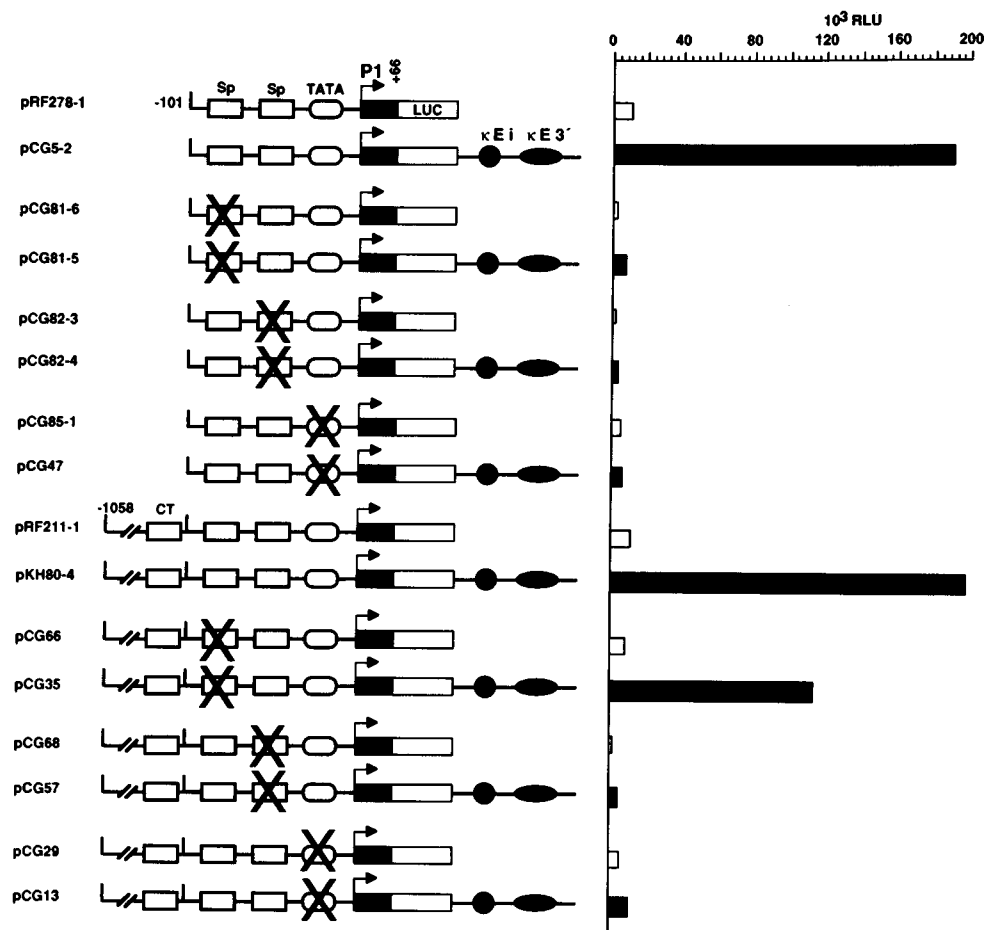 10³ RLU
0 40 80 120 160 200
P1 +66
Sp Sp TATA
pRF278-1 -101 LUC
κEi κE3´
pCG5-2
pCG81-6
pCG81-5
pCG82-3
pCG82-4
pCG85-1
pCG47
-1058 CT
pRF211-1
pKH80-4
pCG66
pCG35
pCG68
pCG57
pCG29
pCG13